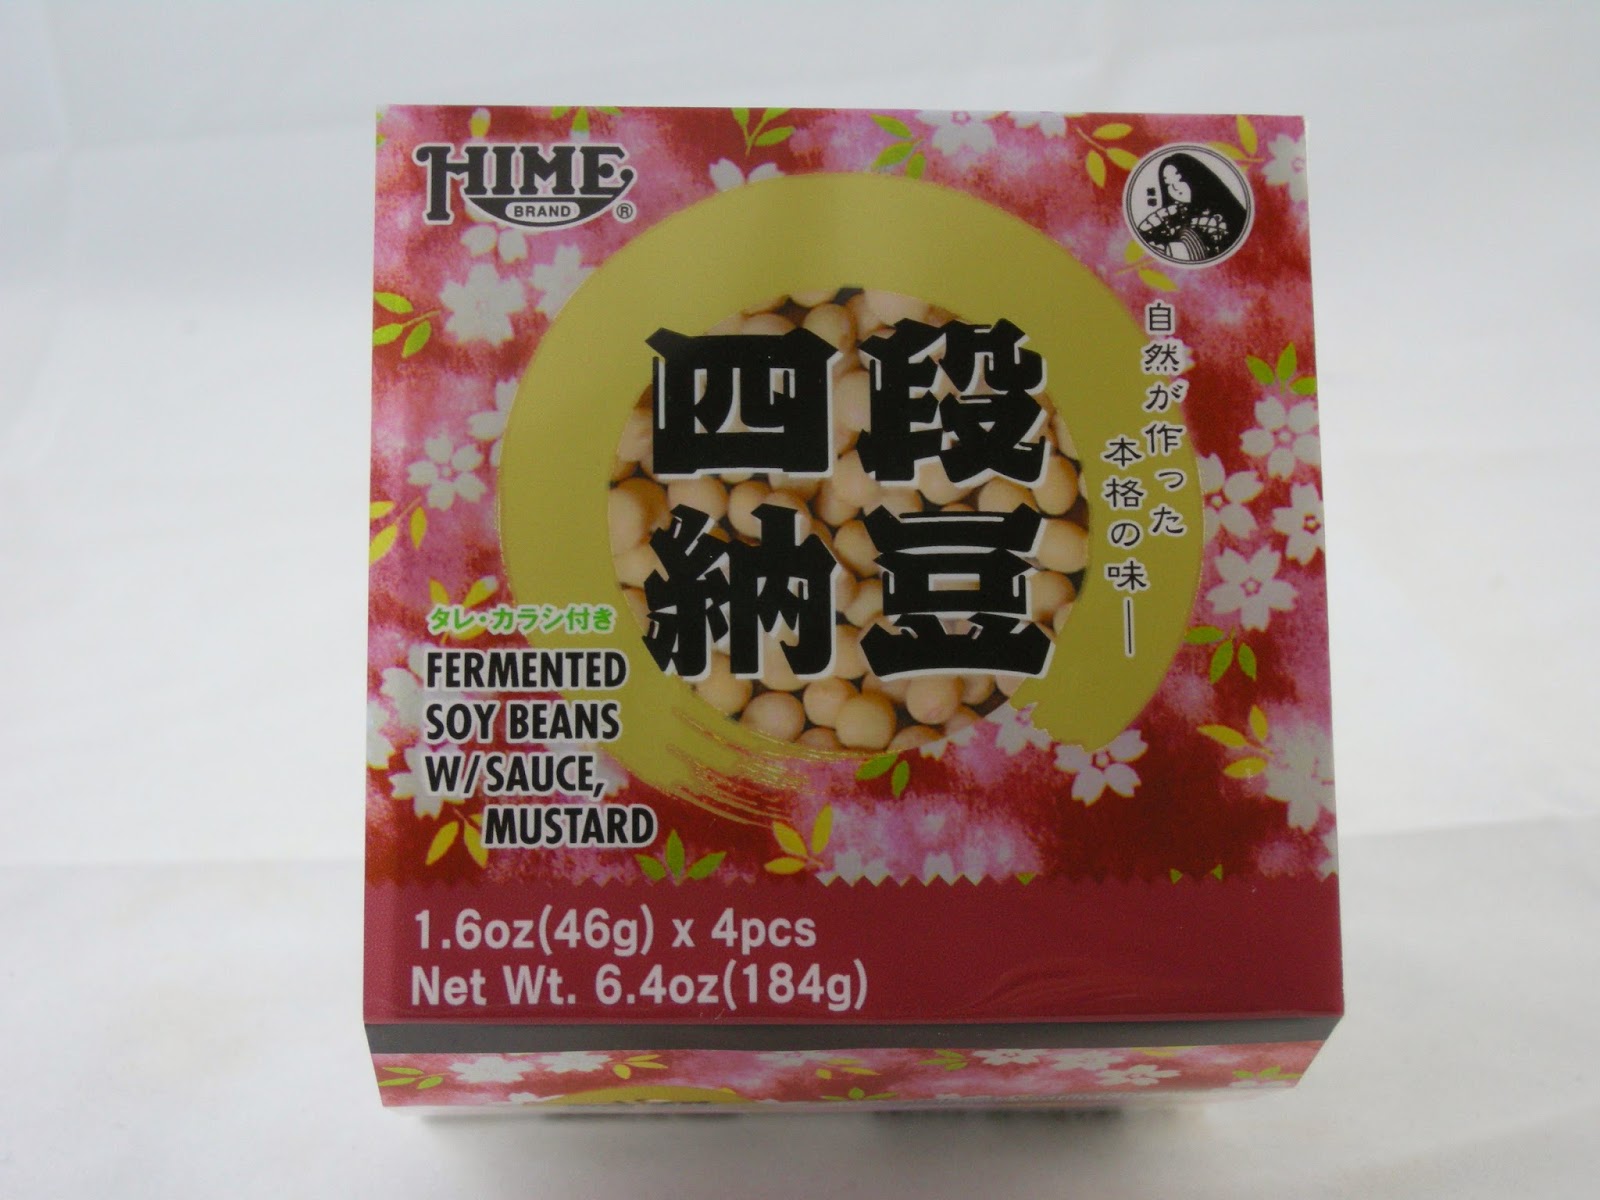 HIME
BRAND ®
四段
納豆
自然が作った
本格の味―
タレ・カラシ付き
FERMENTED
SOY BEANS
W/SAUCE,
MUSTARD
1.6oz(46g) x 4pcs
Net Wt. 6.4oz(184g)